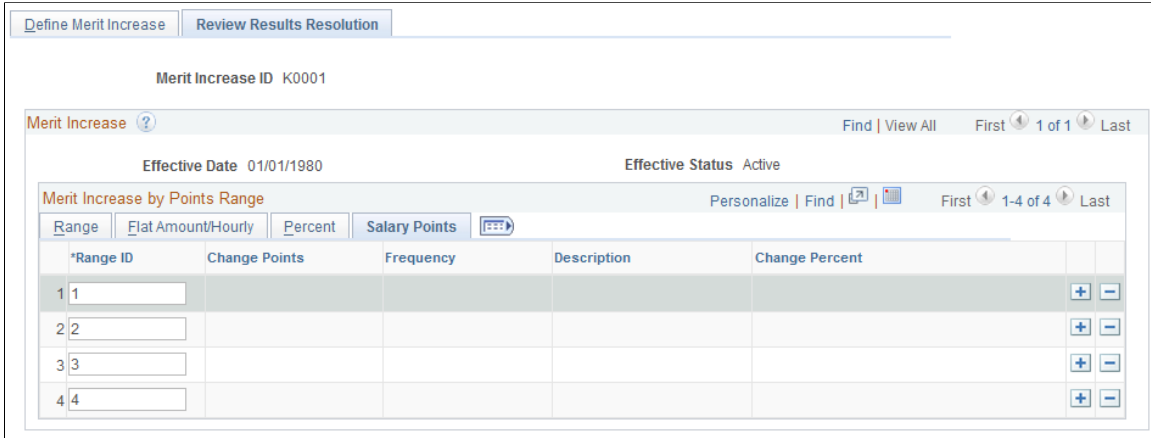 Define Merit Increase Review Results Resolution
Merit Increase ID K0001
Merit Increase ? Find | View All First 1 of 1 Last
Effective Date 01/01/1980 Effective Status Active
Merit Increase by Points Range Personalize | Find | | First 1-4 of 4 Last
Range Flat Amount/Hourly Percent Salary Points
*Range ID Change Points Frequency Description Change Percent
1 1 + −
2 2 + −
3 3 + −
4 4 + −